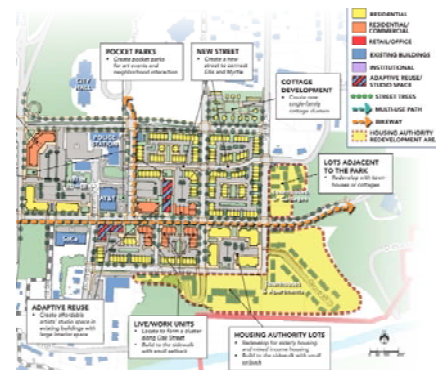 RESIDENTIAL
RESIDENTIAL/
COMMERCIAL
RETAIL/OFFICE
EXISTING BUILDINGS
INSTITUTIONAL
ADAPTIVE REUSE/
STUDIO SPACE
STREET TREES
MULTI-USE PATH
BIKEWAY
HOUSING AUTHORITY
REDEVELOPMENT AREA
POCKET PARKS
• Create pocket parks
for art events and
neighborhood interaction
NEW STREET
• Create a new
street to connect
Else and Myrtle
COTTAGE
DEVELOPMENT
• Create new
single-family
cottage clusters
CITY
HALL
POLICE
STATION
LOTS ADJACENT
TO THE PARK
• Redevelop with town-
houses or cottages
AT&T
ADAPTIVE REUSE
• Create affordable
artists' studio space in
existing buildings with
large interior space
LIVE/WORK UNITS
• Locate to form a cluster
along Else Street
• Build to the sidewalk
with small setback
HOUSING AUTHORITY LOTS
• Redevelop for elderly housing
and mixed income housing
• Build to the sidewalk with small
setback